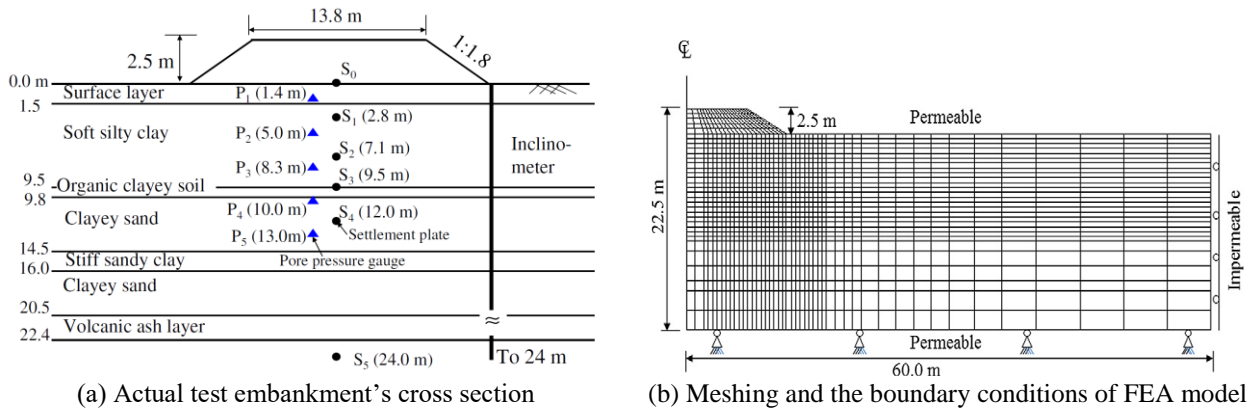 13.8 m
2.5 m
1:1.8
0.0 m
S0
Surface layer
P1 (1.4 m)
1.5
S1 (2.8 m)
Soft silty clay
P2 (5.0 m)
S2 (7.1 m)
Inclino-
meter
P3 (8.3 m)
S3 (9.5 m)
9.5
Organic clayey soil
9.8
P4 (10.0 m)
Clayey sand
S4 (12.0 m)
Settlement plate
P5 (13.0m)
14.5
Stiff sandy clay
Pore pressure gauge
16.0
Clayey sand
20.5
≈
Volcanic ash layer
22.4
S5 (24.0 m)
To 24 m
(a) Actual test embankment's cross section
℄
2.5 m
Permeable
22.5 m
Impermeable
Permeable
60.0 m
(b) Meshing and the boundary conditions of FEA model